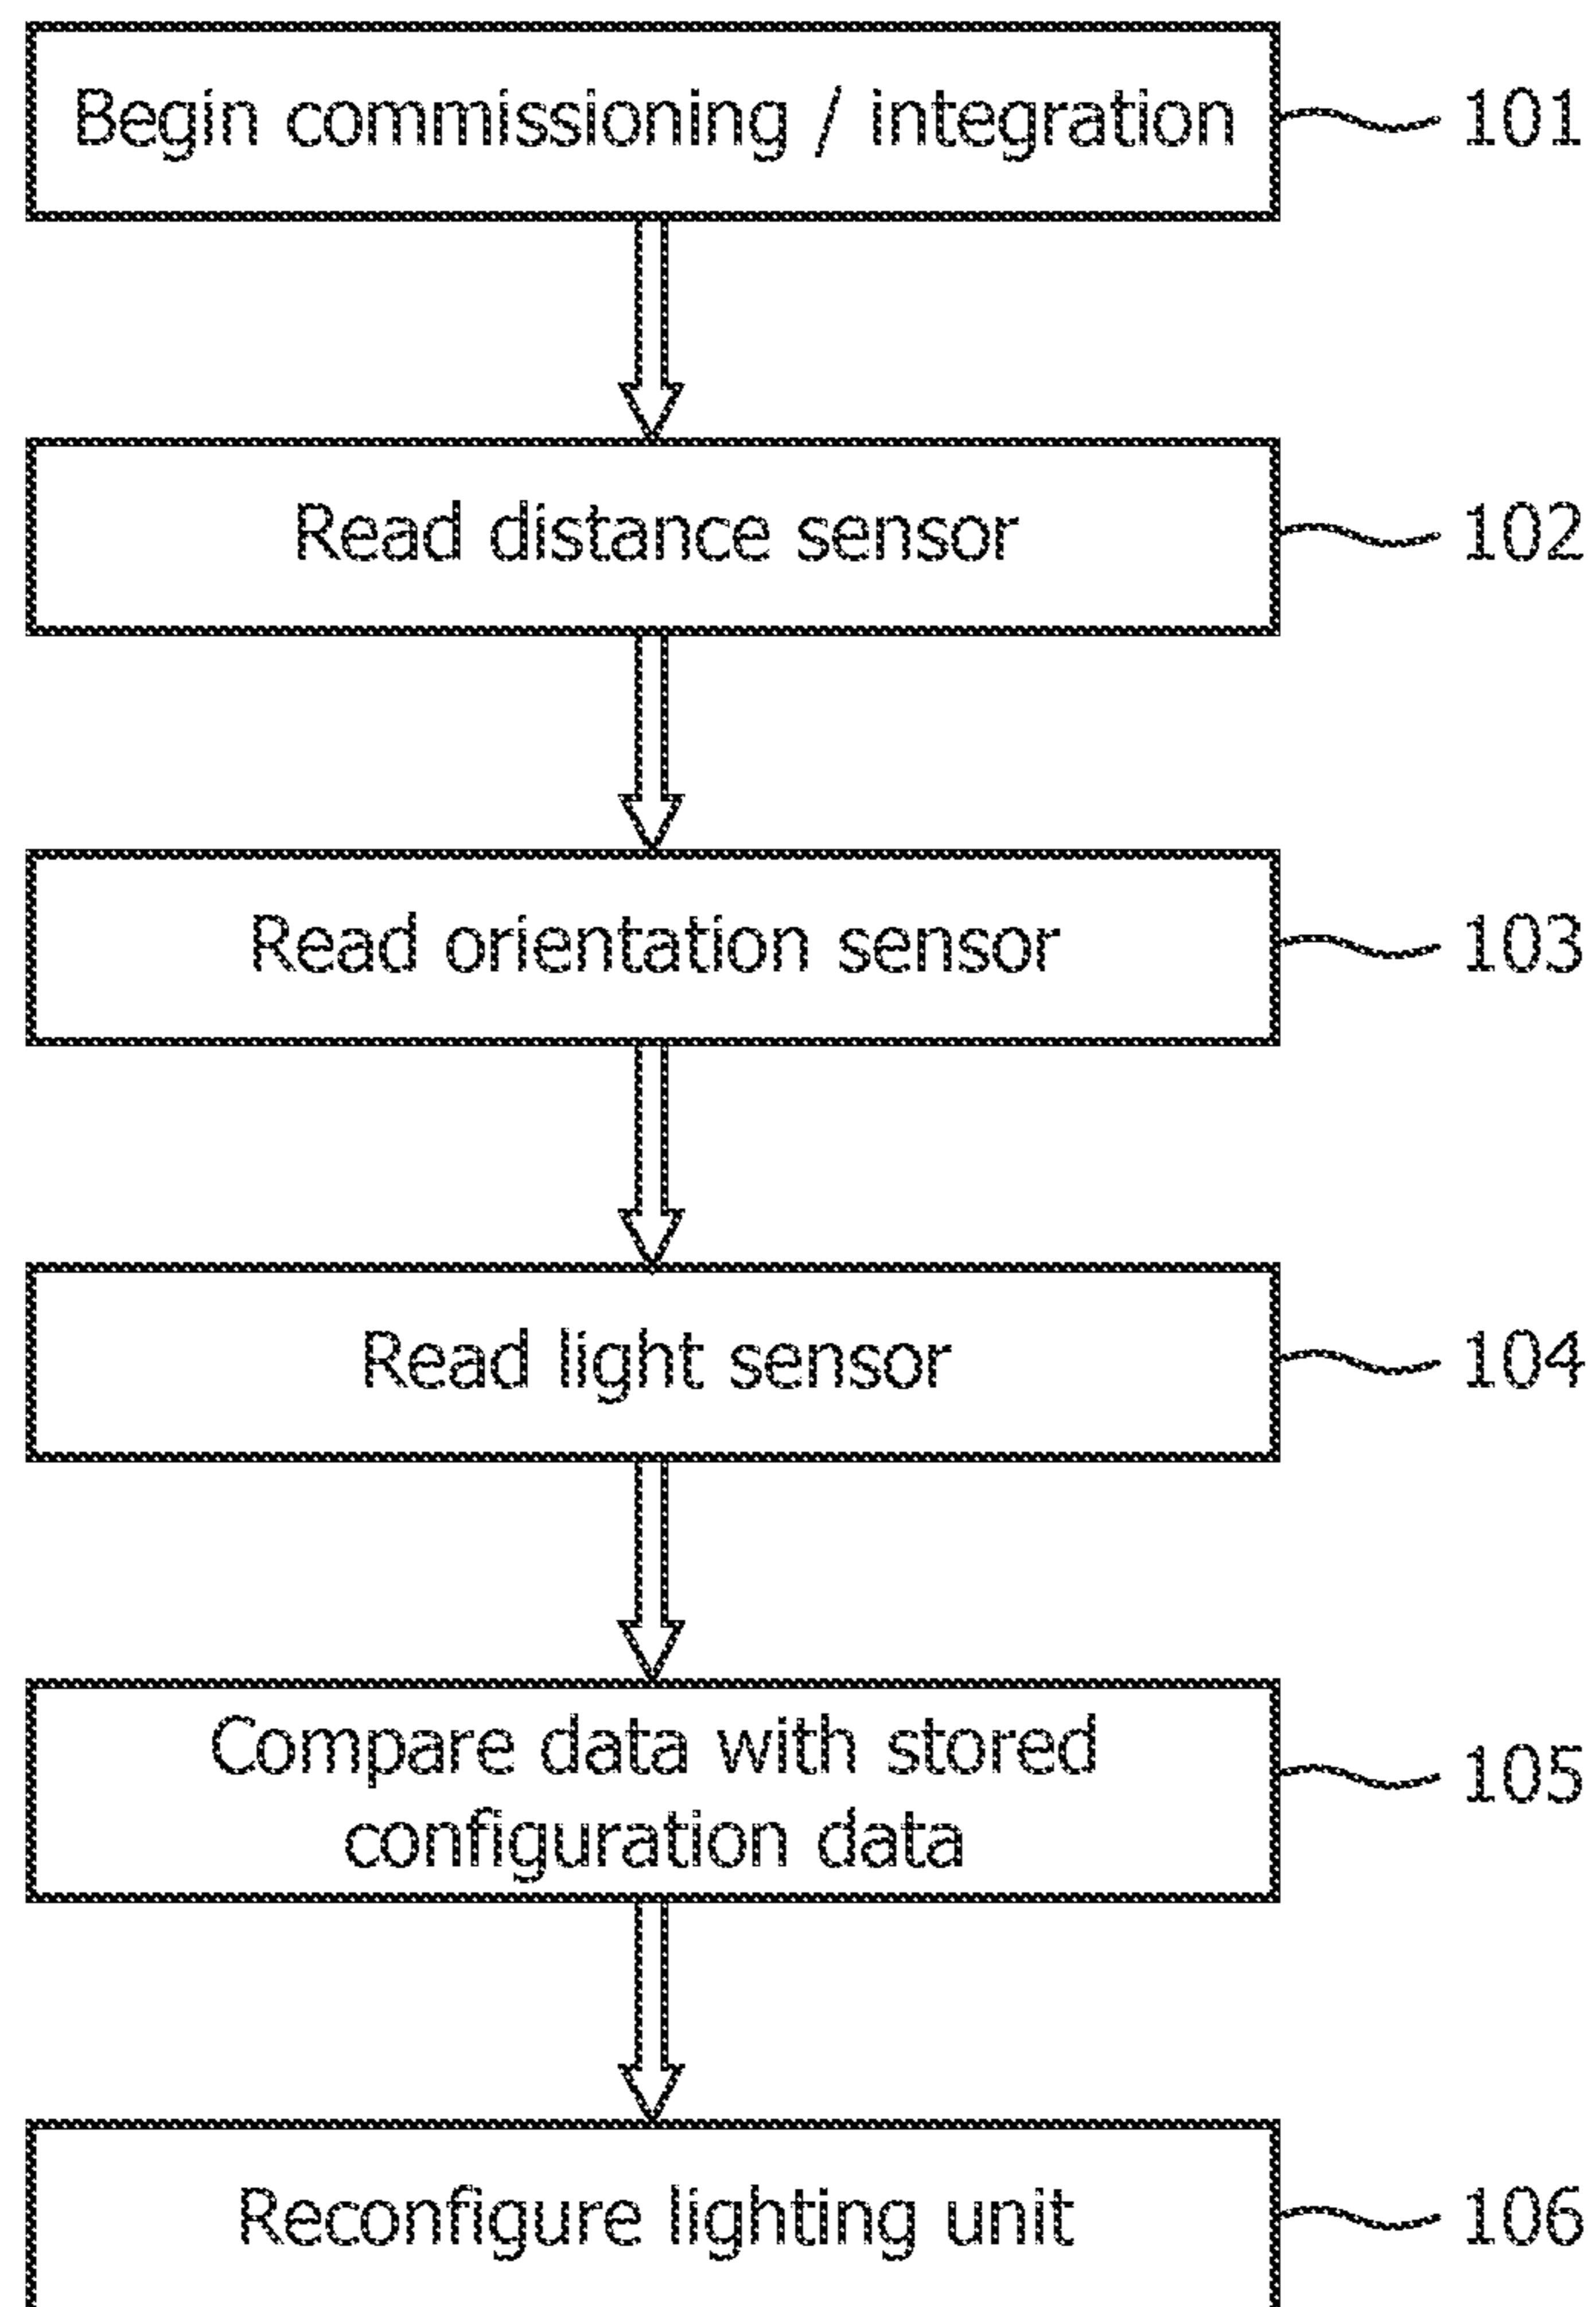 Begin commissioning / integration 101
Read distance sensor 102
Read orientation sensor 103
Read light sensor 104
Compare data with stored
configuration data 105
Reconfigure lighting unit 106